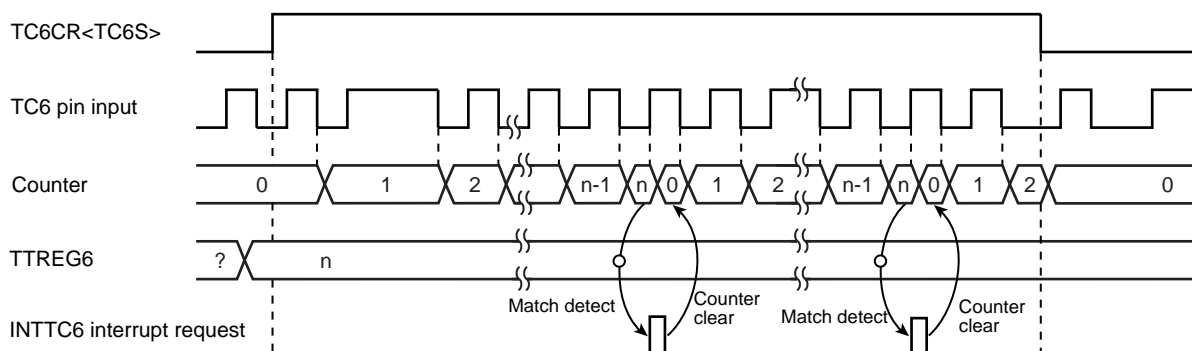 TC6CR<TC6S>
TC6 pin input
Counter
0 1 2 n-1 n 0 1 2 n-1 n 0 1 2 0
TTREG6
? n
Match detect
Counter
clear
Match detect
Counter
clear
INTTC6 interrupt request